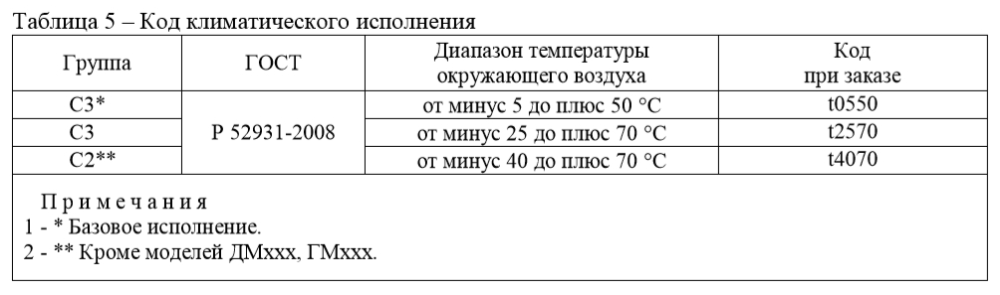 Таблица 5 – Код климатического исполнения
Группа ГОСТ Диапазон температуры окружающего воздуха Код при заказе
С3* Р 52931-2008 от минус 5 до плюс 50 °С t0550
С3 от минус 25 до плюс 70 °С t2570
С2** от минус 40 до плюс 70 °С t4070
П р и м е ч а н и я
1 - * Базовое исполнение.
2 - ** Кроме моделей ДМххх, ГМххх.